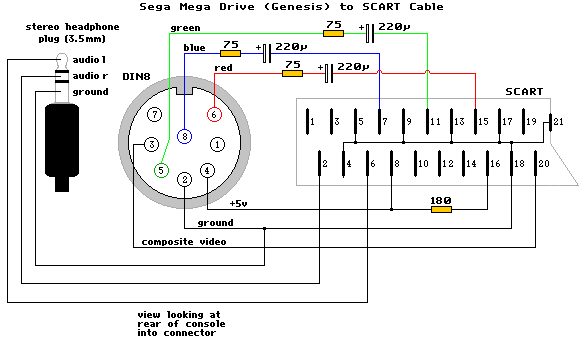 Sega Mega Drive (Genesis) to SCART Cable
stereo headphone
plug (3.5mm)
green
75
+
220µ
blue
75
+
220µ
red
75
+
220µ
audio l
audio r
ground
DIN8
7
6
8
3
1
5
2
4
SCART
1 3 5 7 9 11 13 15 17 19 21
2 4 6 8 10 12 14 16 18 20
+5v
180
ground
composite video
view looking at
rear of console
into connector